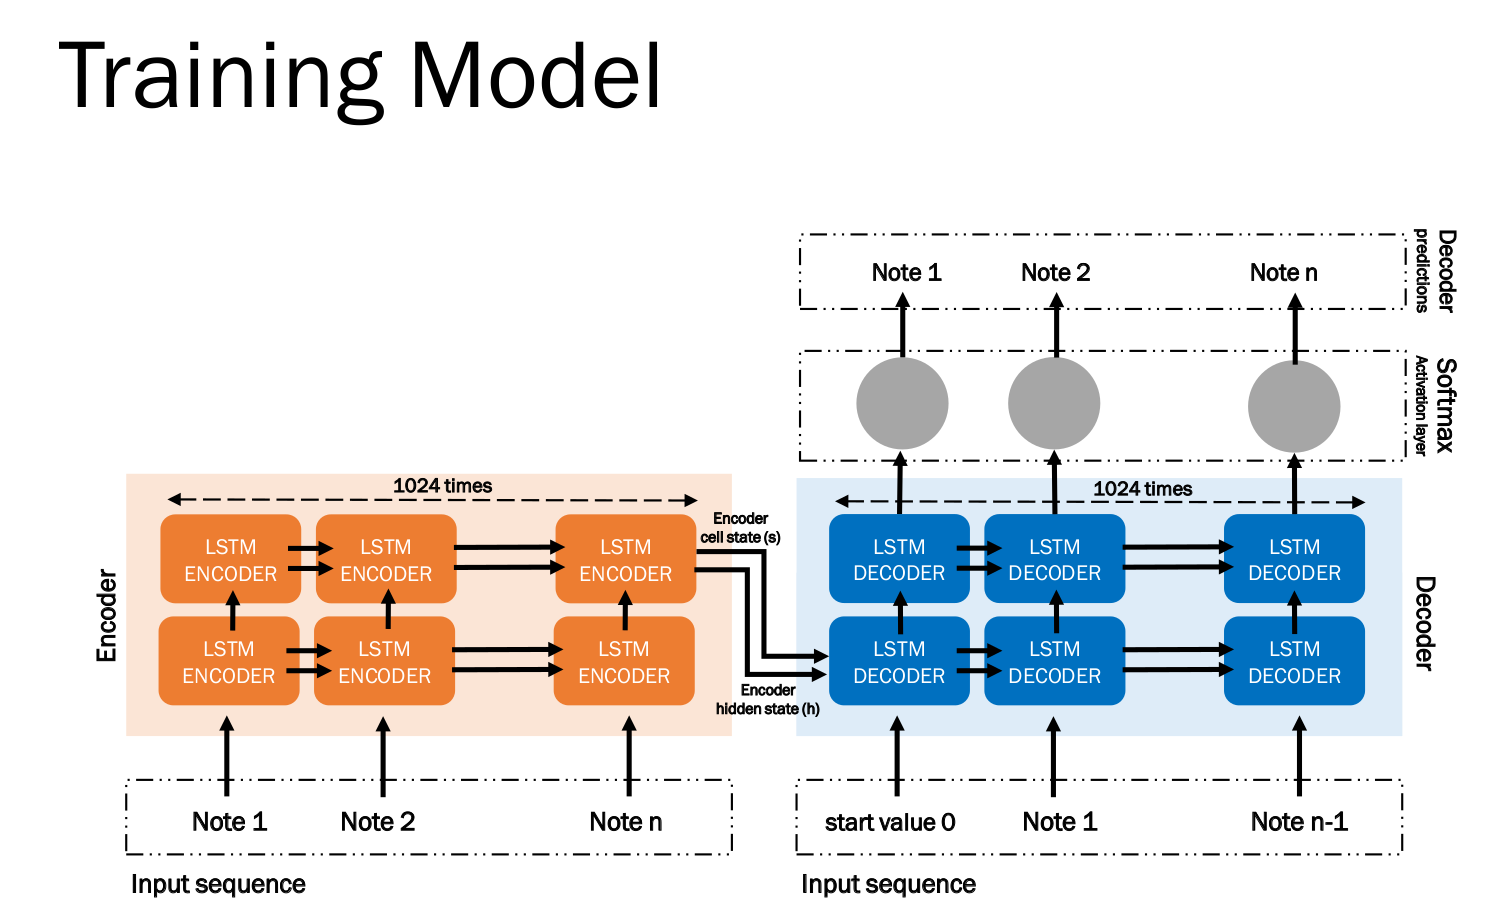 Training Model
Decoder
predictions
Note 1
Note 2
Note n
Softmax
Activation layer
1024 times
1024 times
Encoder
cell state (s)
LSTM
ENCODER
LSTM
ENCODER
LSTM
ENCODER
LSTM
DECODER
LSTM
DECODER
LSTM
DECODER
Encoder
Decoder
LSTM
ENCODER
LSTM
ENCODER
LSTM
ENCODER
LSTM
DECODER
LSTM
DECODER
LSTM
DECODER
Encoder
hidden state (h)
Note 1
Note 2
Note n
start value 0
Note 1
Note n-1
Input sequence
Input sequence